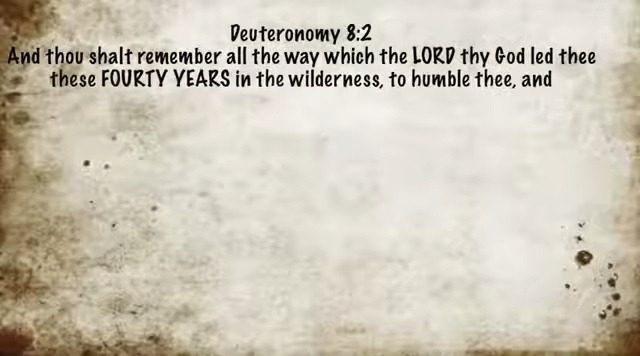 Deuteronomy 8:2
And thou shalt remember all the way which the LORD thy God led thee
these FOURTY YEARS in the wilderness, to humble thee, and